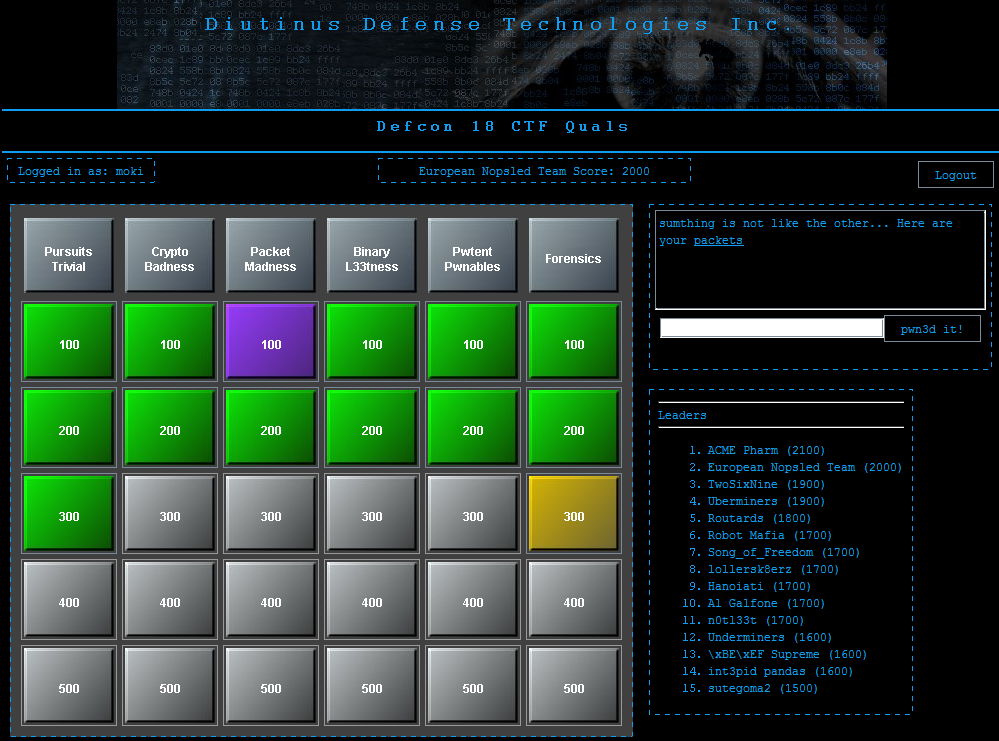 Diutinus Defense Technologies Inc
Defcon 18 CTF Quals
Logged in as: moki
European Nopsled Team Score: 2000
Logout
Pursuits Trivial
Crypto Badness
Packet Madness
Binary L33tness
Pwtent Pwnables
Forensics
100 100 100 100 100 100
200 200 200 200 200 200
300 300 300 300 300 300
400 400 400 400 400 400
500 500 500 500 500 500
sumthing is not like the other... Here are
your packets
pwn3d it!
Leaders
1. ACME Pharm (2100)
2. European Nopsled Team (2000)
3. TwoSixNine (1900)
4. Uberminers (1900)
5. Routards (1800)
6. Robot Mafia (1700)
7. Song_of_Freedom (1700)
8. lollersk8erz (1700)
9. Hanoiati (1700)
10. Al Galfone (1700)
11. n0tl33t (1700)
12. Underminers (1600)
13. \xBE\xEF Supreme (1600)
14. int3pid pandas (1600)
15. sutegoma2 (1500)